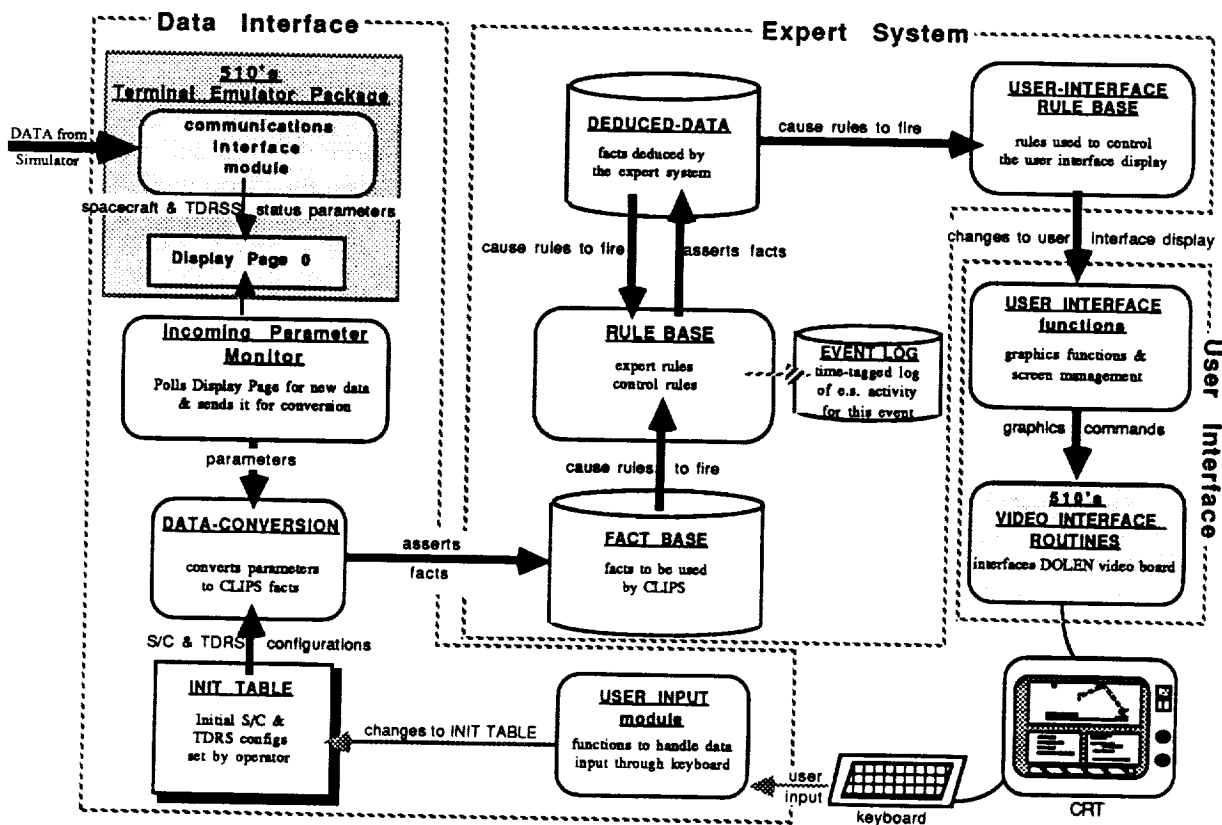 Data Interface
Expert System
510's
Terminal Emulator Package
communications
Interface
module
DATA from
Simulator
spacecraft & TDRSS status parameters
Display Page 0
Incoming Parameter
Monitor
Polls Display Page for new data
& sends it for conversion
parameters
DATA-CONVERSION
converts parameters
to CLIPS facts
S/C & TDRS configurations
INIT TABLE
Initial S/C &
TDRS configs
set by operator
asserts
facts
DEDUCED-DATA
facts deduced by
the expert system
cause rules to fire
USER-INTERFACE
RULE BASE
rules used to control
the user interface display
cause rules to fire
asserts facts
RULE BASE
expert rules
control rules
EVENT LOG
time-tagged log
of e.s. activity
for this event
cause rules to fire
FACT BASE
facts to be used
by CLIPS
changes to user interface display
USER INTERFACE
functions
graphics functions &
screen management
graphics commands
510's
VIDEO INTERFACE
ROUTINES
interfaces DOLEN video board
User Interface
changes to INIT TABLE
USER INPUT
module
functions to handle data
input through keyboard
user
input
keyboard
CRT